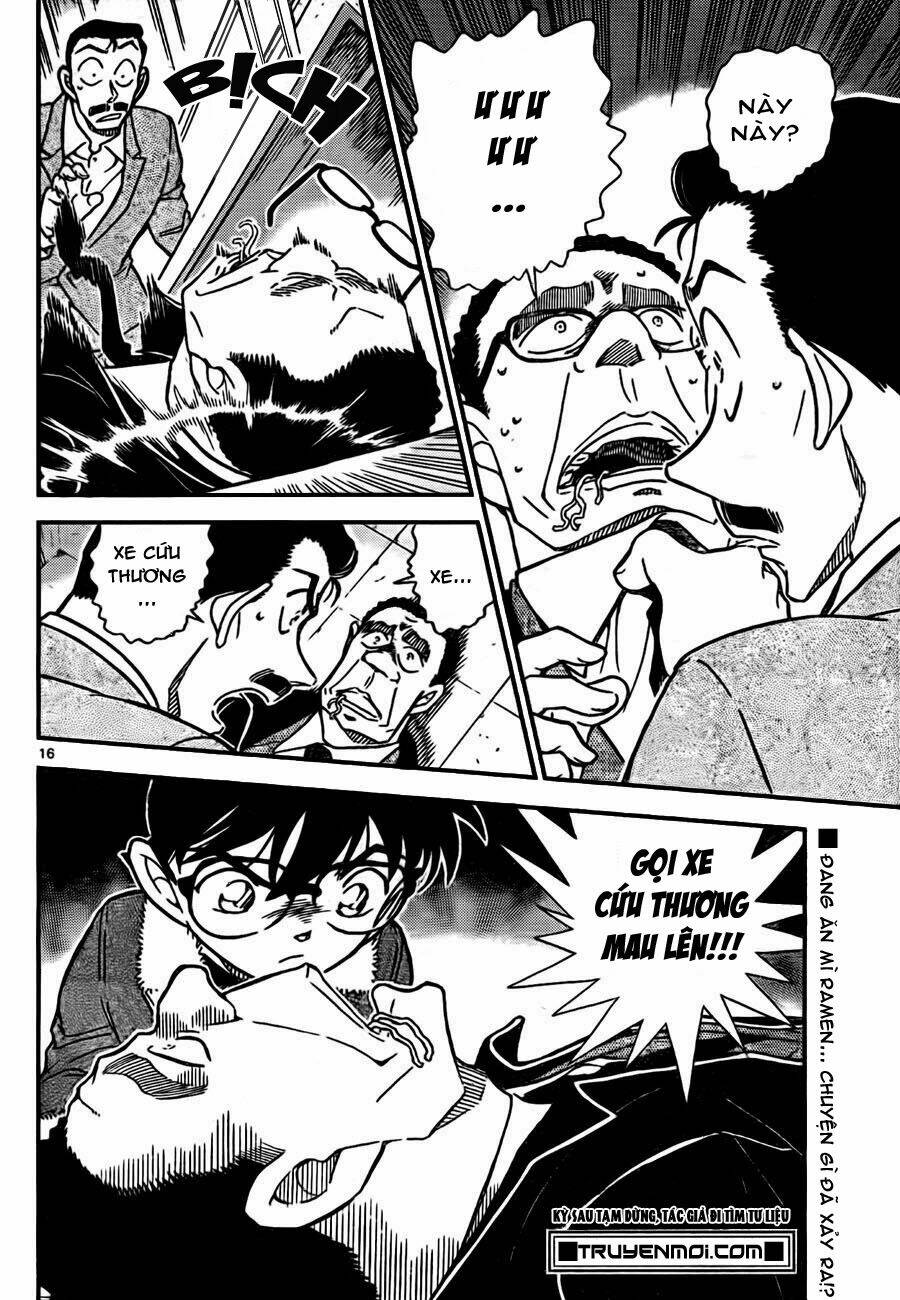 NÀY
NÀY?
ƯƯƯ
ƯƯ
...
BỊCH
XE...
XE CỨU
THƯƠNG
...
16
GỌI XE
CỨU THƯƠNG
MAU LÊN!!!
ĐANG ĂN MÌ RAMEN... CHUYỆN GÌ ĐÃ XẢY RA!?
KỲ SAU TẠM DỪNG, TÁC GIẢ ĐI TÌM TƯ LIỆU
TRUYENMOI.COM